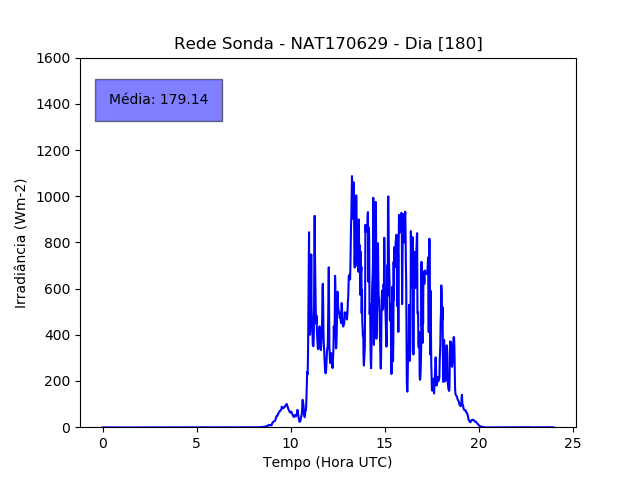 Rede Sonda - NAT170629 - Dia [180]
1600
1400
1200
1000
800
600
400
200
0
Média: 179.14
Irradiância (Wm-2)
0 5 10 15 20 25
Tempo (Hora UTC)